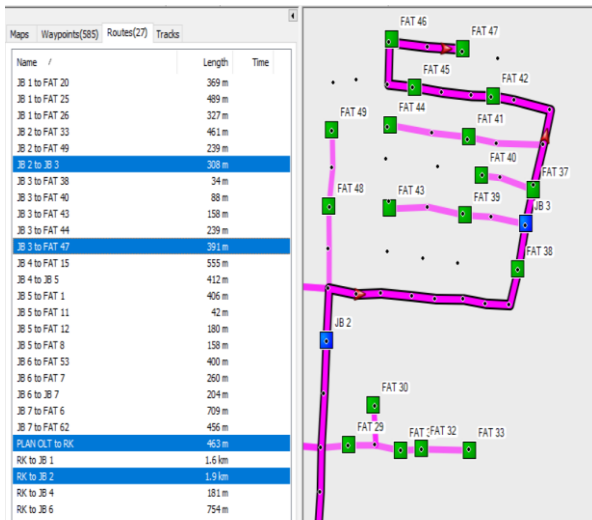 Maps Waypoints(585) Routes(27) Tracks
Name / Length Time
JB 1 to FAT 20 369 m
JB 1 to FAT 25 489 m
JB 1 to FAT 26 327 m
JB 2 to FAT 33 461 m
JB 2 to FAT 49 239 m
JB 2 to JB 3 308 m
JB 3 to FAT 38 34 m
JB 3 to FAT 40 88 m
JB 3 to FAT 43 158 m
JB 3 to FAT 44 239 m
JB 3 to FAT 47 391 m
JB 4 to FAT 15 555 m
JB 4 to JB 5 412 m
JB 5 to FAT 1 406 m
JB 5 to FAT 11 42 m
JB 5 to FAT 12 180 m
JB 5 to FAT 8 158 m
JB 6 to FAT 53 400 m
JB 6 to FAT 7 260 m
JB 6 to JB 7 204 m
JB 7 to FAT 6 709 m
JB 7 to FAT 62 456 m
PLAN OLT to RK 463 m
RK to JB 1 1.6 km
RK to JB 2 1.9 km
RK to JB 4 181 m
RK to JB 6 754 m
FAT 46
FAT 47
FAT 45
FAT 42
FAT 49
FAT 44
FAT 41
FAT 40
FAT 37
FAT 48
FAT 43
FAT 39
JB 3
FAT 38
JB 2
FAT 30
FAT 29
FAT 32
FAT 33